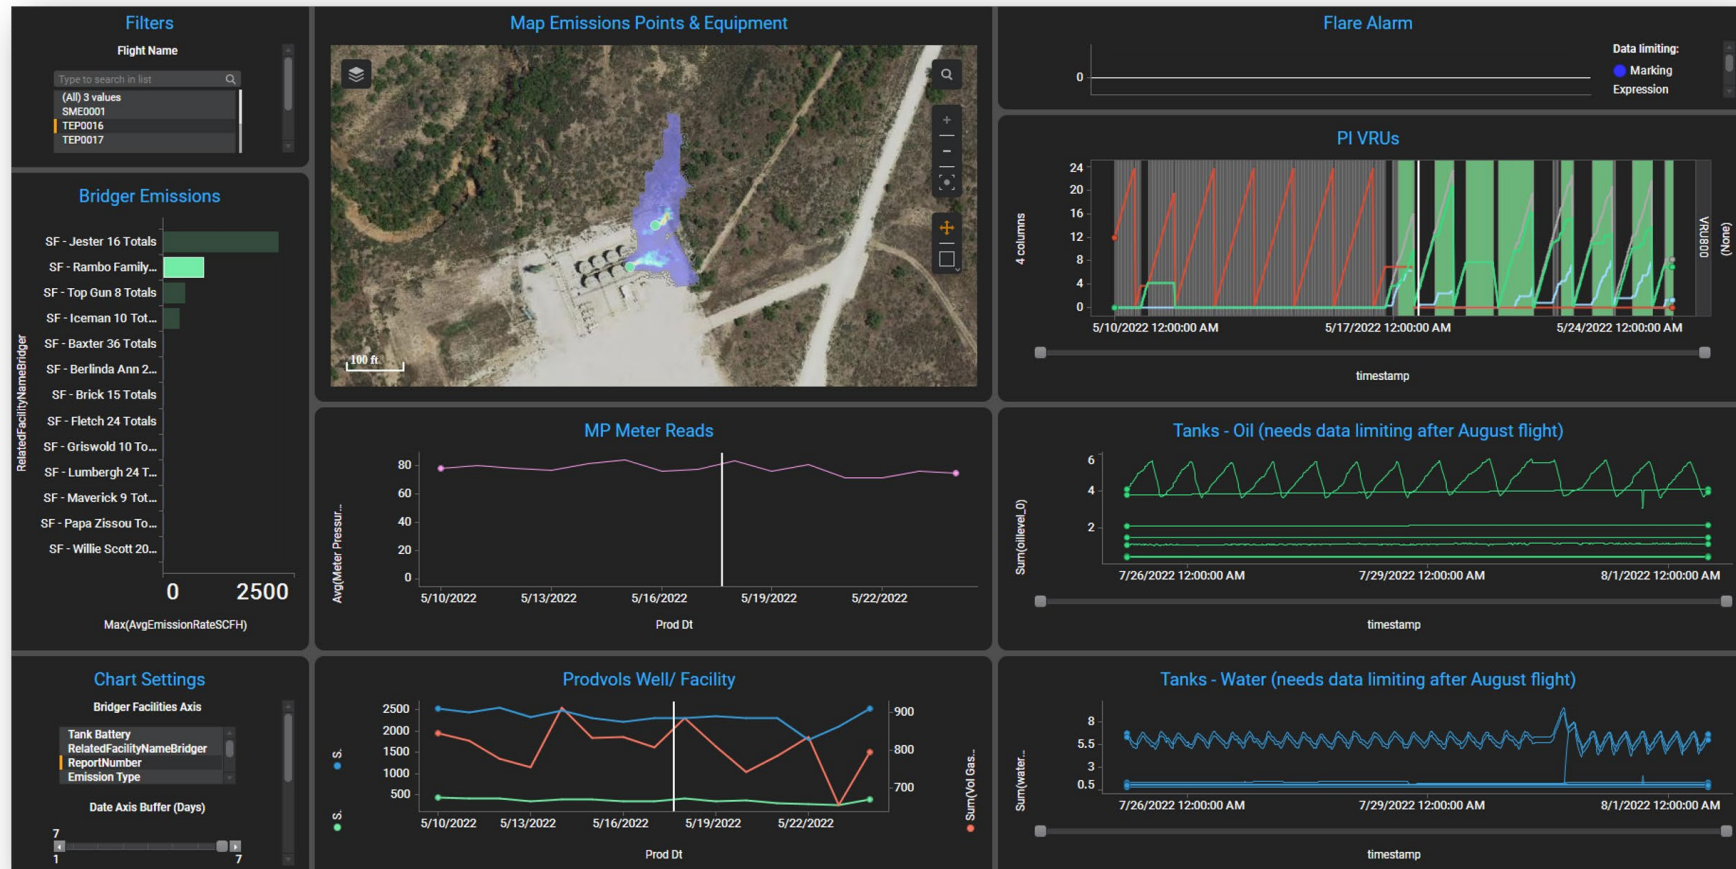 Filters
Flight Name
Type to search in list
(All) 3 values
SME0001
TEP0016
TEP0017
Bridger Emissions
RelatedFacilityNameBridger
SF - Jester 16 Totals
SF - Rambo Family...
SF - Top Gun 8 Totals
SF - Iceman 10 Tot...
SF - Baxter 36 Totals
SF - Berlinda Ann 2...
SF - Brick 15 Totals
SF - Fletch 24 Totals
SF - Griswold 10 To...
SF - Lumbergh 24 T...
SF - Maverick 9 Tot...
SF - Papa Zissou To...
SF - Willie Scott 20...
0 2500
Max(AvgEmissionRateSCFH)
Chart Settings
Bridger Facilities Axis
Tank Battery
RelatedFacilityNameBridger
ReportNumber
Emission Type
Date Axis Buffer (Days)
7
1 7
Map Emissions Points & Equipment
100 ft
MP Meter Reads
Avg(Meter Pressur...
80
60
40
20
0
5/10/2022 5/13/2022 5/16/2022 5/19/2022 5/22/2022
Prod Dt
Prodvols Well/ Facility
S.
S.
2500
2000
1500
1000
500
900
800
700
Sum(Vol Gas...
5/10/2022 5/13/2022 5/16/2022 5/19/2022 5/22/2022
Prod Dt
Flare Alarm
0
Data limiting:
Marking
Expression
PI VRUs
4 columns
24
20
16
12
8
4
0
VRU800
(None)
5/10/2022 12:00:00 AM 5/17/2022 12:00:00 AM 5/24/2022 12:00:00 AM
timestamp
Tanks - Oil (needs data limiting after August flight)
Sum(oillevel_0)
6
4
2
7/26/2022 12:00:00 AM 7/29/2022 12:00:00 AM 8/1/2022 12:00:00 AM
timestamp
Tanks - Water (needs data limiting after August flight)
Sum(water...
8
5.5
3
0.5
7/26/2022 12:00:00 AM 7/29/2022 12:00:00 AM 8/1/2022 12:00:00 AM
timestamp